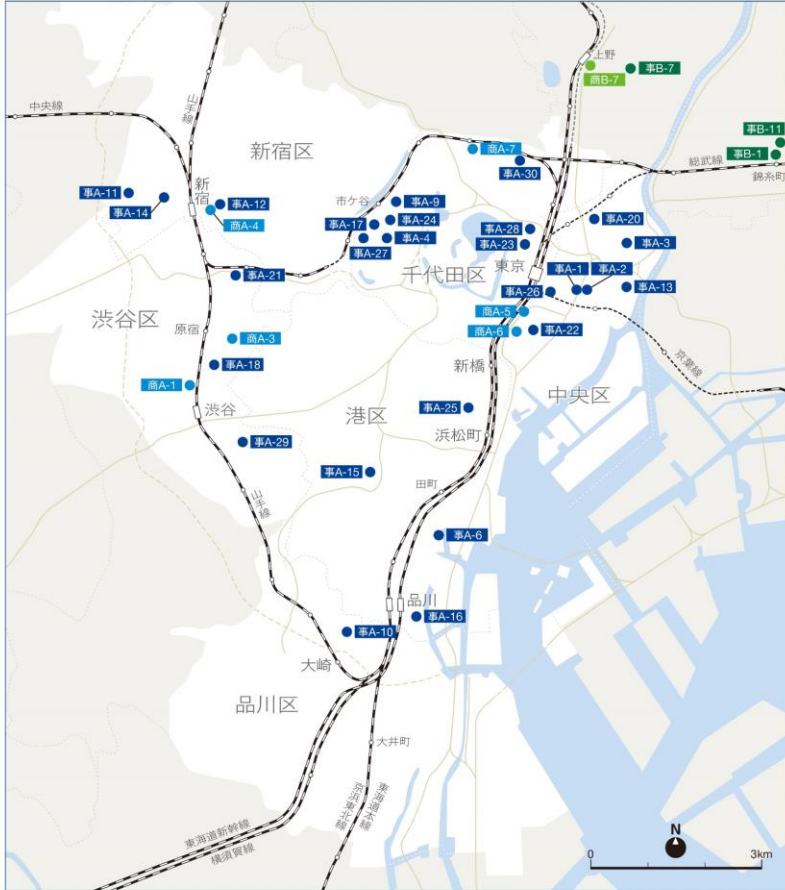 上野
商B-7
事B-7
中央線
山手線
新宿区
商A-7
事A-30
総武線
事B-11
事B-1
錦糸町
事A-11
事A-14
新宿
事A-12
商A-4
市ケ谷
事A-9
事A-17
事A-24
事A-27
事A-4
事A-28
事A-23
事A-20
事A-3
千代田区
東京
事A-1
事A-2
事A-13
事A-21
事A-26
商A-5
商A-6
事A-22
渋谷区
原宿
商A-3
事A-18
商A-1
渋谷
新橋
京葉線
中央区
港区
事A-25
浜松町
事A-29
事A-15
田町
山手線
事A-6
品川
事A-16
事A-10
大崎
品川区
大井町
東海道本線
京浜東北線
東海道新幹線
横須賀線
N
0
3km